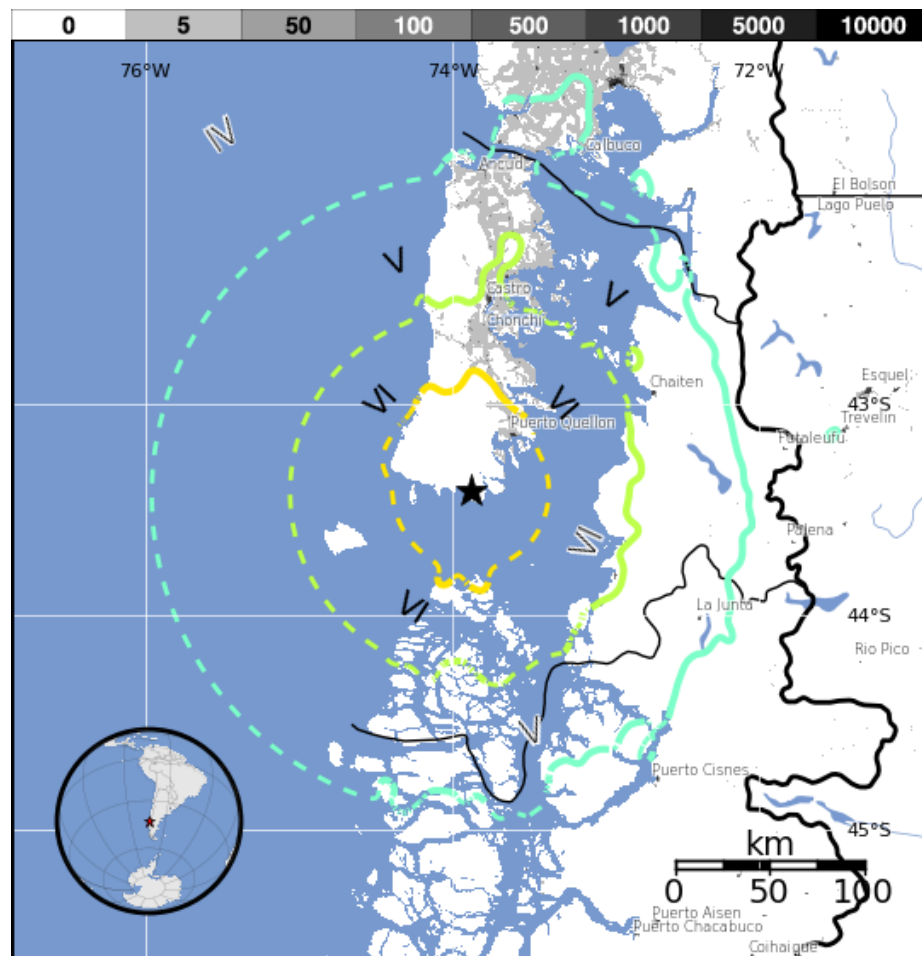 0 5 50 100 500 1000 5000 10000
76°W 74°W 72°W
IV
Calbuco
Ancud
El Bolson
Lago Puelo
V
V
Castro
Chonchi
Esquel
Chaiten
VI
VI
43°S
Trevelin
Puerto Quellon
Futaleufu
Palena
VI
VI
La Junta
44°S
Rio Pico
V
Puerto Cisnes
45°S
km
0 50 100
Puerto Aisen
Puerto Chacabuco
Coihaique